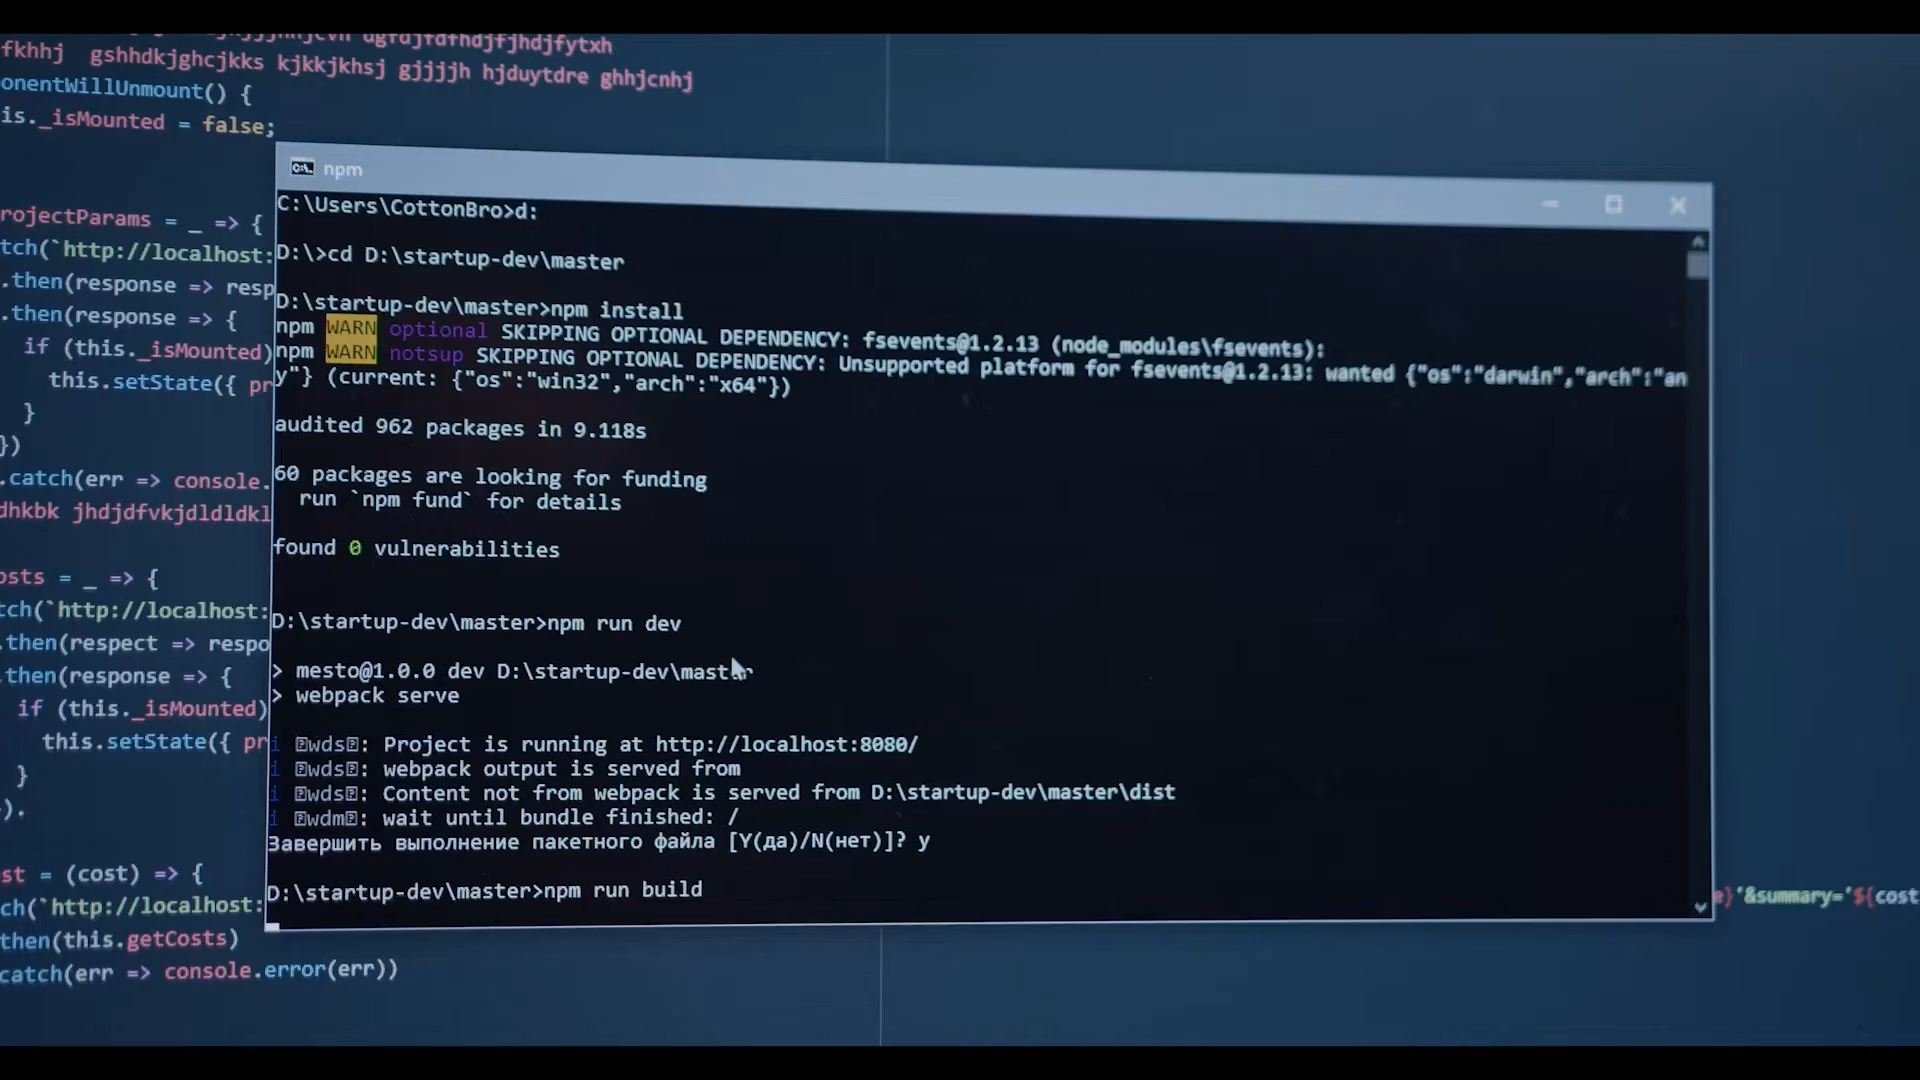 ugfdjfdfhdjfjhdjfytxh
fkhhj gshhdkjghcjkks kjkkjkhsj gjjjjh hjduytdre ghhjcnhj
onentWillUnmount() {
is._isMounted = false;
rojectParams = _ => {
tch(`http://localhost:
.then(response => resp
.then(response => {
if (this._isMounted)
this.setState({ pr
}
})
.catch(err => console.
dhkbk jhdjdfvkjdldldkl
osts = _ => {
tch(`http://localhost:
.then(respect => respo
.then(response => {
if (this._isMounted)
this.setState({ pr
}
}).
st = (cost) => {
ch(`http://localhost:
then(this.getCosts)
catch(err => console.error(err))
npm
C:\Users\CottonBro>d:
D:\>cd D:\startup-dev\master
D:\startup-dev\master>npm install
npm WARN optional SKIPPING OPTIONAL DEPENDENCY: fsevents@1.2.13 (node_modules\fsevents):
npm WARN notsup SKIPPING OPTIONAL DEPENDENCY: Unsupported platform for fsevents@1.2.13: wanted {"os":"darwin","arch":"an
y"} (current: {"os":"win32","arch":"x64"})
audited 962 packages in 9.118s
60 packages are looking for funding
run `npm fund` for details
found 0 vulnerabilities
D:\startup-dev\master>npm run dev
> mesto@1.0.0 dev D:\startup-dev\master
> webpack serve
i ⍰wds⍰: Project is running at http://localhost:8080/
i ⍰wds⍰: webpack output is served from
i ⍰wds⍰: Content not from webpack is served from D:\startup-dev\master\dist
i ⍰wdm⍰: wait until bundle finished: /
Завершить выполнение пакетного файла [Y(да)/N(нет)]? y
D:\startup-dev\master>npm run build
e}'&summary='${cost